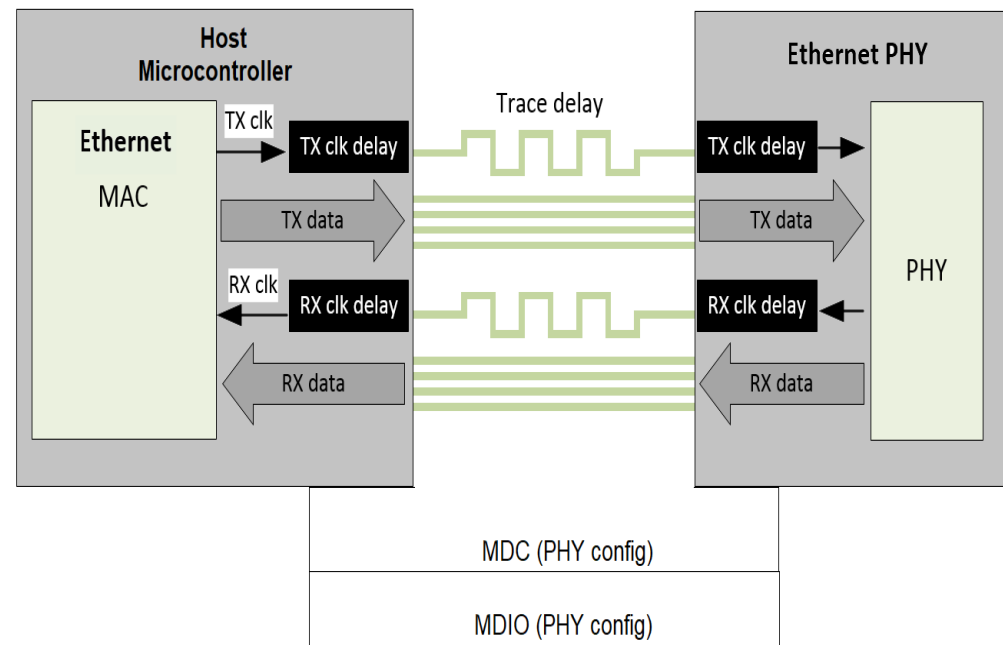 Host
Microcontroller
Ethernet PHY
Trace delay
TX clk
Ethernet
MAC
TX clk delay
TX clk delay
TX data
TX data
PHY
RX clk
RX clk delay
RX clk delay
RX data
RX data
MDC (PHY config)
MDIO (PHY config)